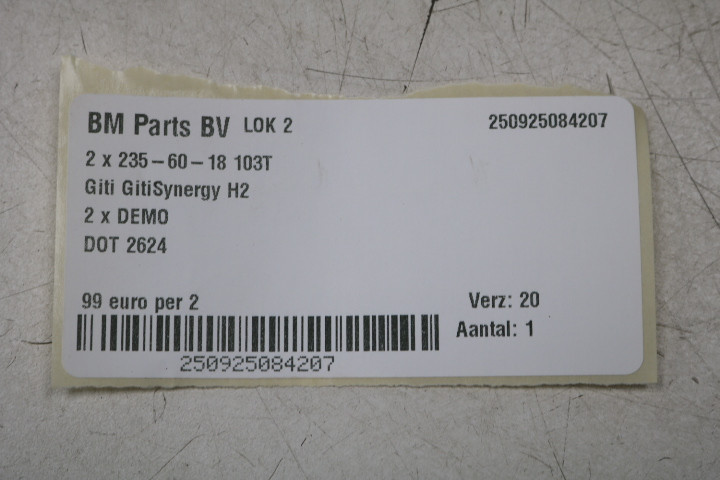 BM Parts BV LOK 2 250925084207
2 x 235-60-18 103T
Giti GitiSynergy H2
2 x DEMO
DOT 2624
99 euro per 2 Verz: 20
Aantal: 1
250925084207